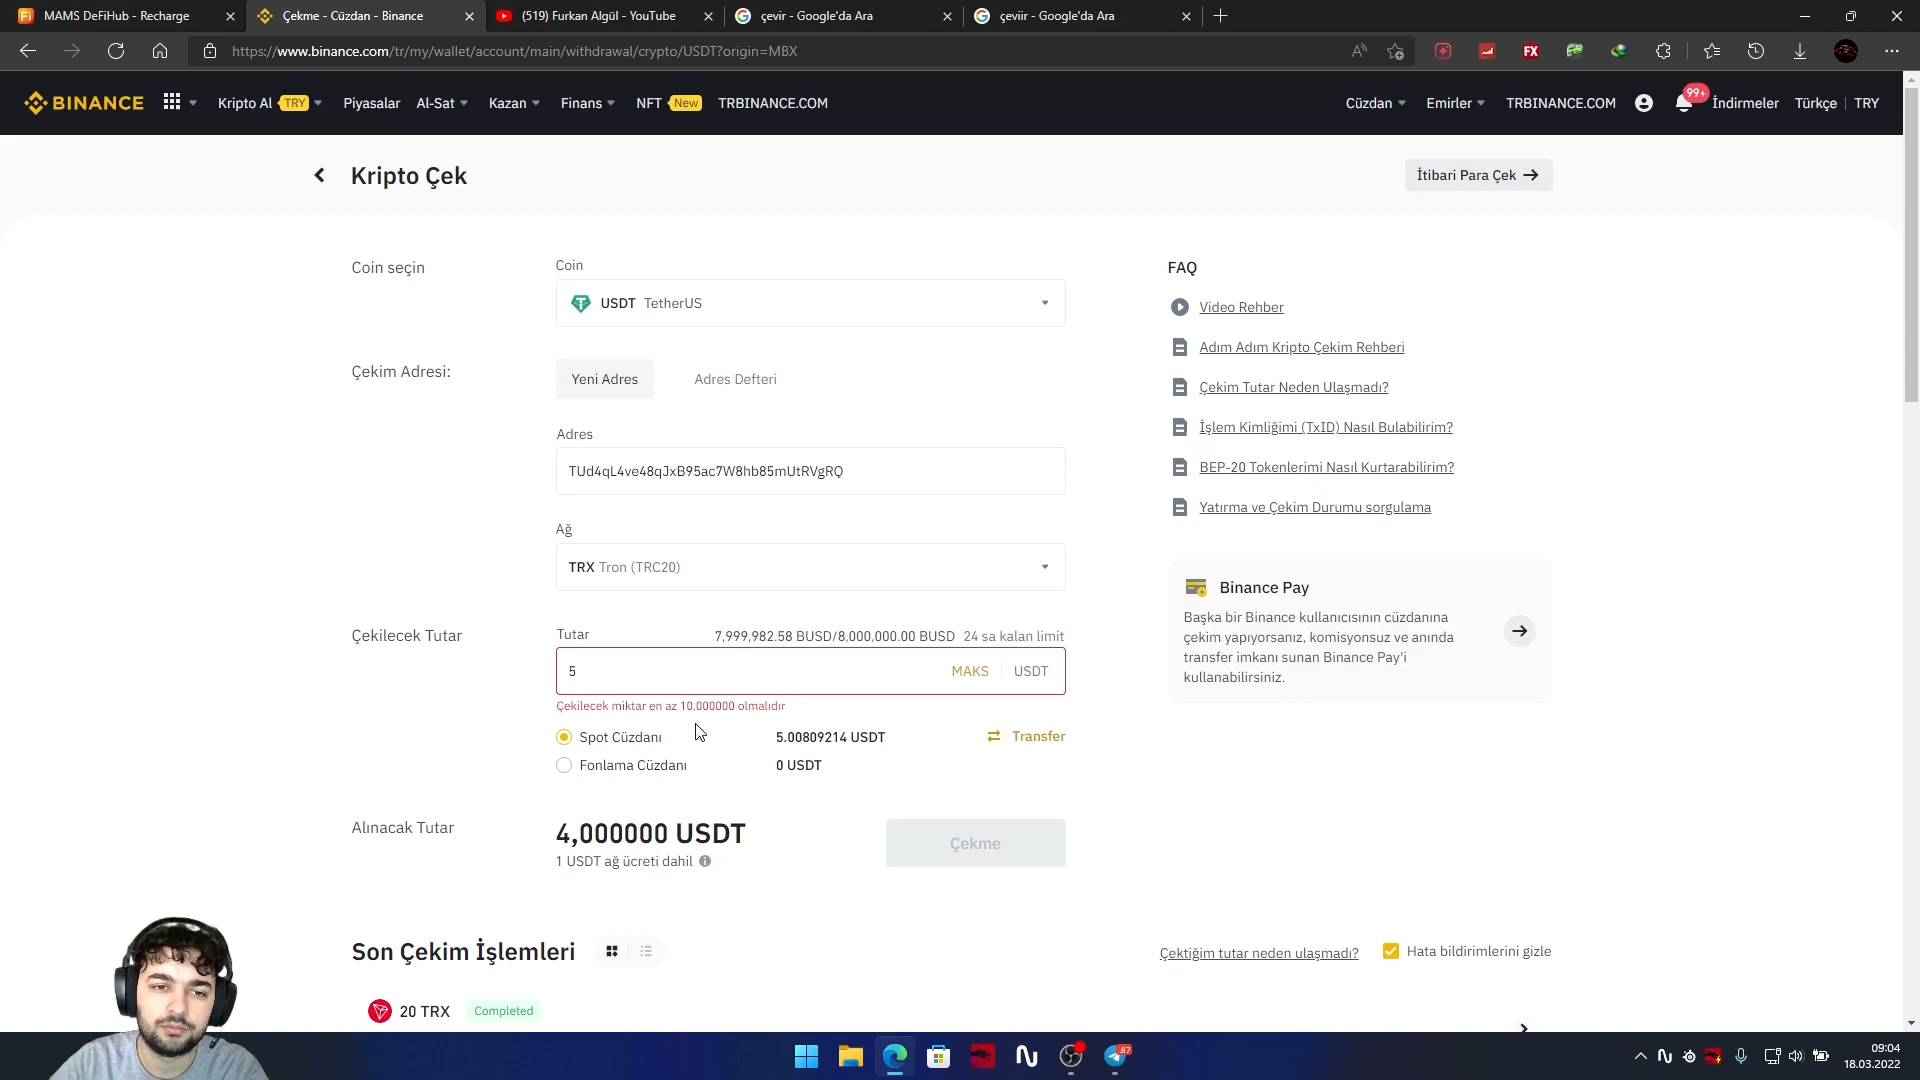 MAMS DeFiHub - Recharge
Çekme - Cüzdan - Binance
(519) Furkan Algül - YouTube
çevir - Google'da Ara
çeviir - Google'da Ara
https://www.binance.com/tr/my/wallet/account/main/withdrawal/crypto/USDT?origin=MBX
FX
BINANCE
Kripto Al TRY
Piyasalar
Al-Sat
Kazan
Finans
NFT New
TRBINANCE.COM
Cüzdan
Emirler
TRBINANCE.COM
99+
İndirmeler
Türkçe
TRY
Kripto Çek
İtibari Para Çek
Coin seçin
Coin
USDT TetherUS
Çekim Adresi:
Yeni Adres
Adres Defteri
Adres
TUd4qL4ve48qJxB95ac7W8hb85mUtRVgRQ
Ağ
TRX Tron (TRC20)
Çekilecek Tutar
Tutar
7,999,982.58 BUSD/8,000,000.00 BUSD 24 sa kalan limit
5
MAKS
USDT
Çekilecek miktar en az 10.000000 olmalıdır
Spot Cüzdanı
5.00809214 USDT
Transfer
Fonlama Cüzdanı
0 USDT
Alınacak Tutar
4,000000 USDT
1 USDT ağ ücreti dahil
Çekme
FAQ
Video Rehber
Adım Adım Kripto Çekim Rehberi
Çekim Tutar Neden Ulaşmadı?
İşlem Kimliğimi (TxID) Nasıl Bulabilirim?
BEP-20 Tokenlerimi Nasıl Kurtarabilirim?
Yatırma ve Çekim Durumu sorgulama
Binance Pay
Başka bir Binance kullanıcısının cüzdanına
çekim yapıyorsanız, komisyonsuz ve anında
transfer imkanı sunan Binance Pay'i
kullanabilirsiniz.
Son Çekim İşlemleri
Çektiğim tutar neden ulaşmadı?
Hata bildirimlerini gizle
20 TRX
Completed
87
09:04
18.03.2022